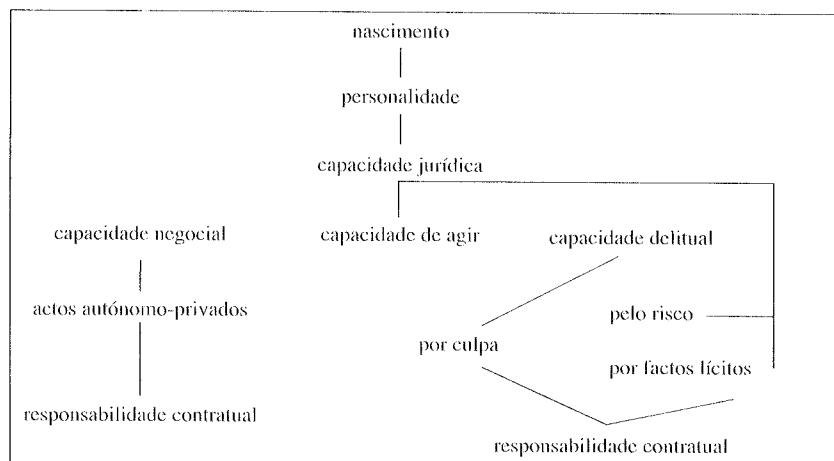 nascimento
personalidade
capacidade jurídica
capacidade negocial
capacidade de agir
capacidade delitual
actos autónomo-privados
pelo risco
por culpa
por factos lícitos
responsabilidade contratual
responsabilidade contratual